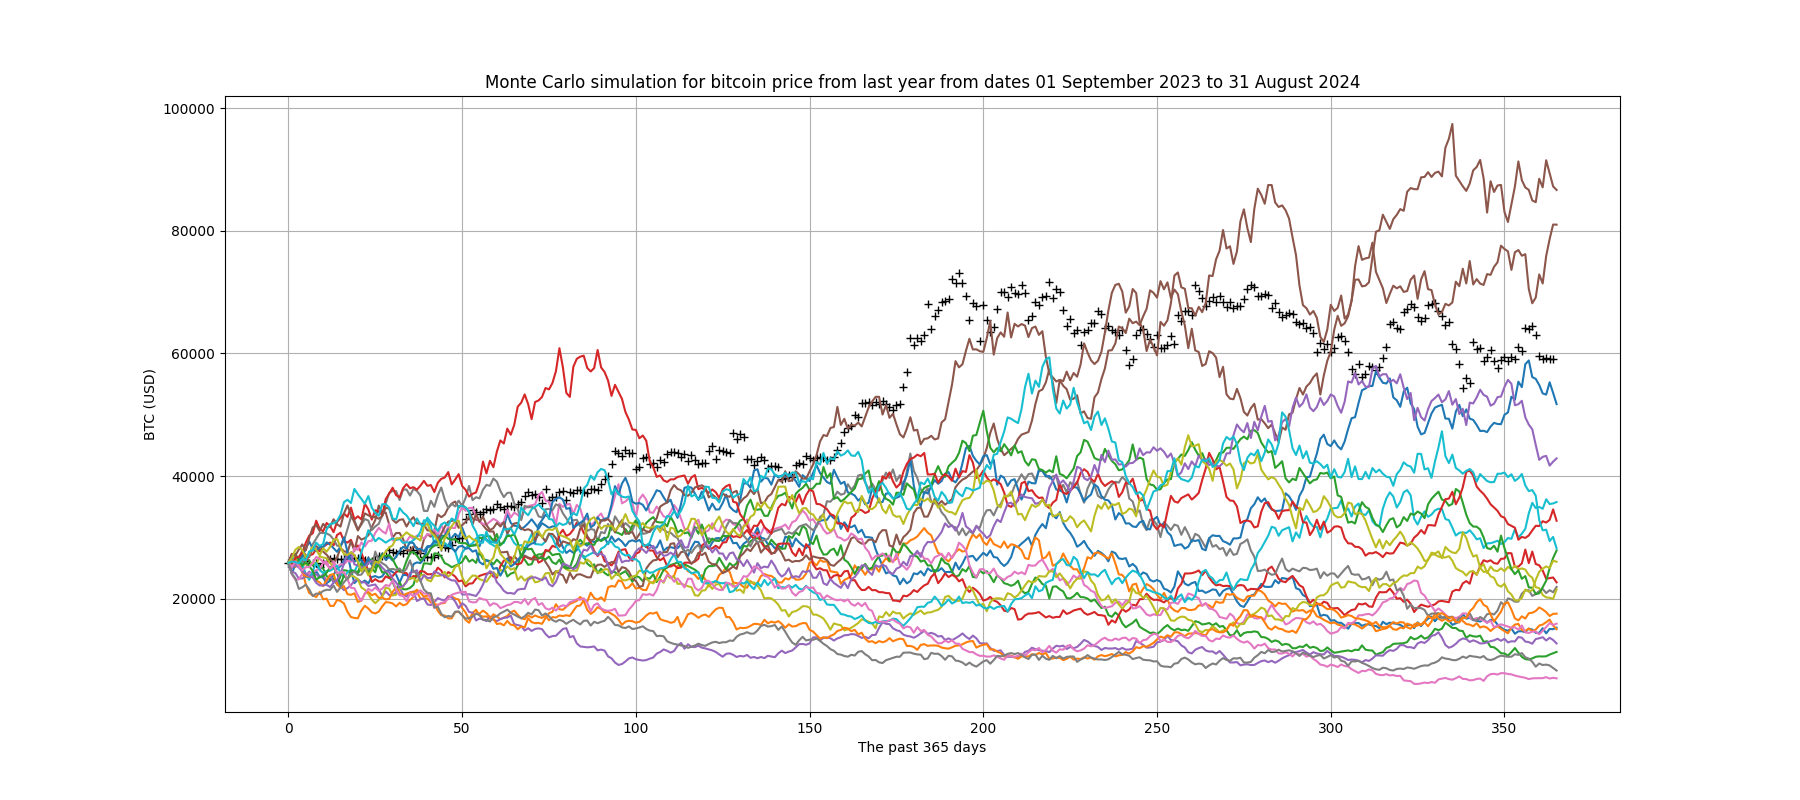 Monte Carlo simulation for bitcoin price from last year from dates 01 September 2023 to 31 August 2024
100000
80000
60000
40000
20000
BTC (USD)
0 50 100 150 200 250 300 350
The past 365 days